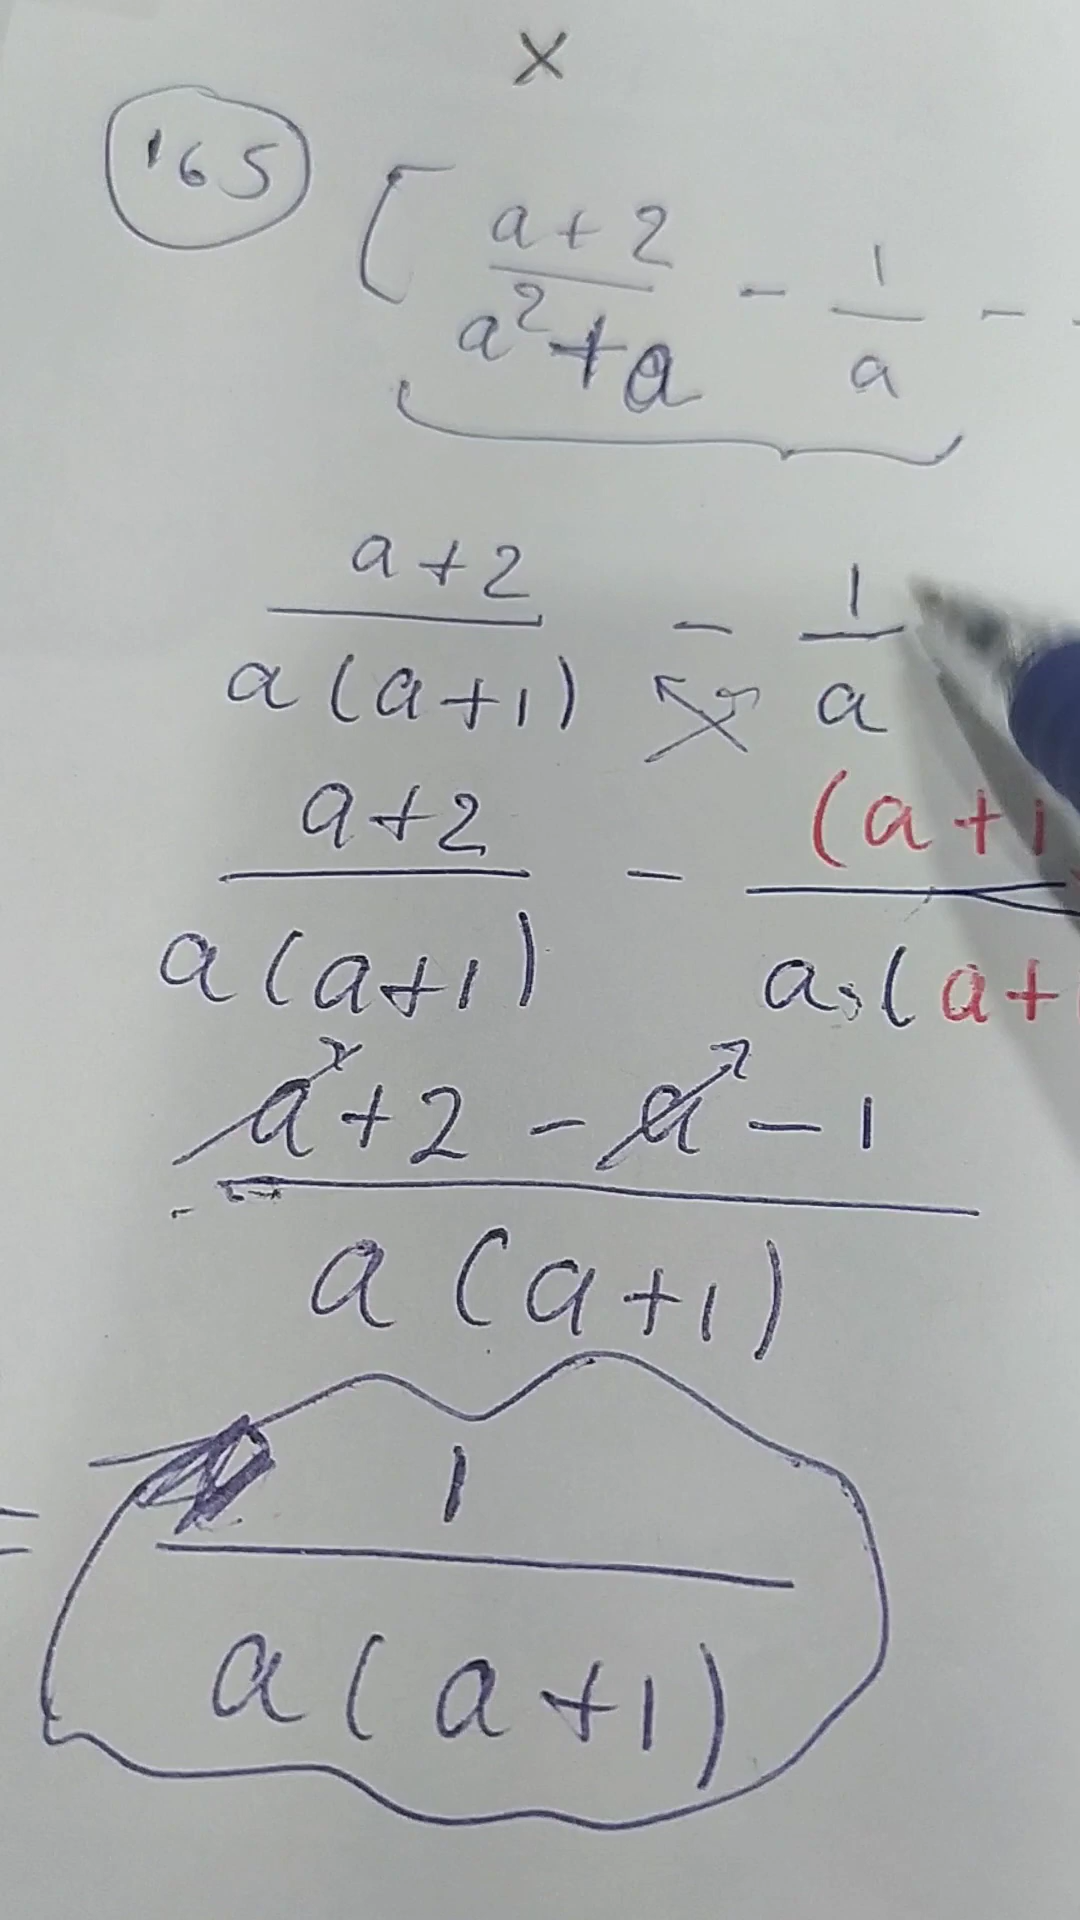 x
165
[ a+2 / a²+a - 1 / a -
a+2 / a(a+1) - 1 / a
a+2 / a(a+1) - (a+1 / a.(a+
a+2 - a - 1 / a(a+1)
= 1 / a(a+1)